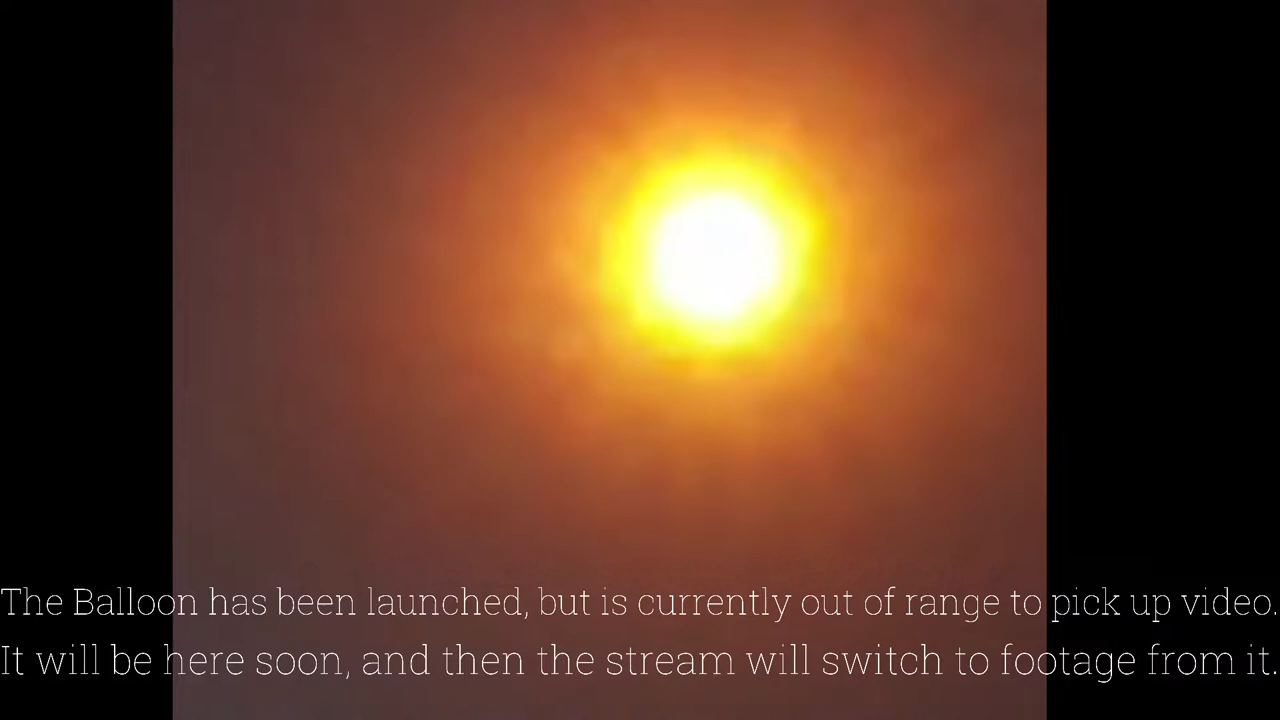 The Balloon has been launched, but is currently out of range to pick up video.
It will be here soon, and then the stream will switch to footage from it.